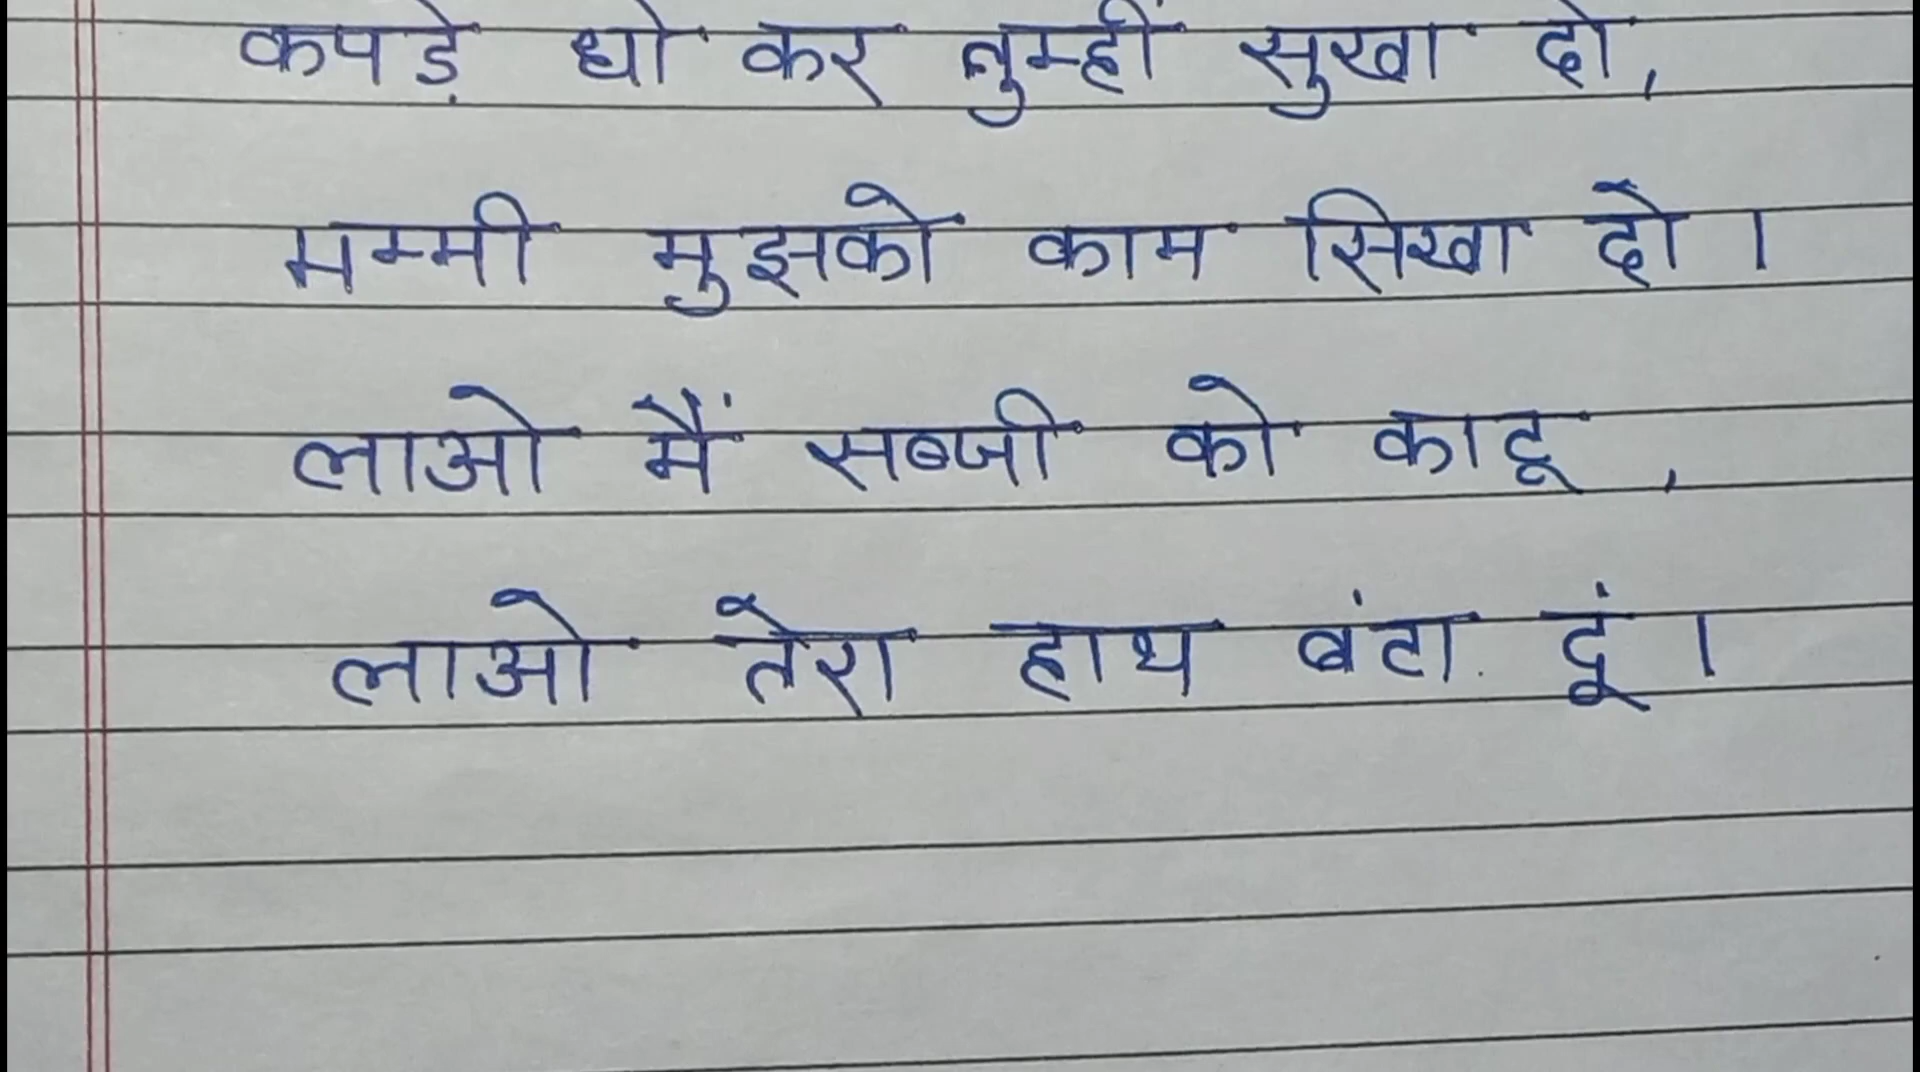 कपड़े धो कर तुम्हीं सुखा दो,
मम्मी मुझको काम सिखा दो ।
लाओ मैं सब्जी को काटू ,
लाओ तेरा हाथ बंटा दूं ।